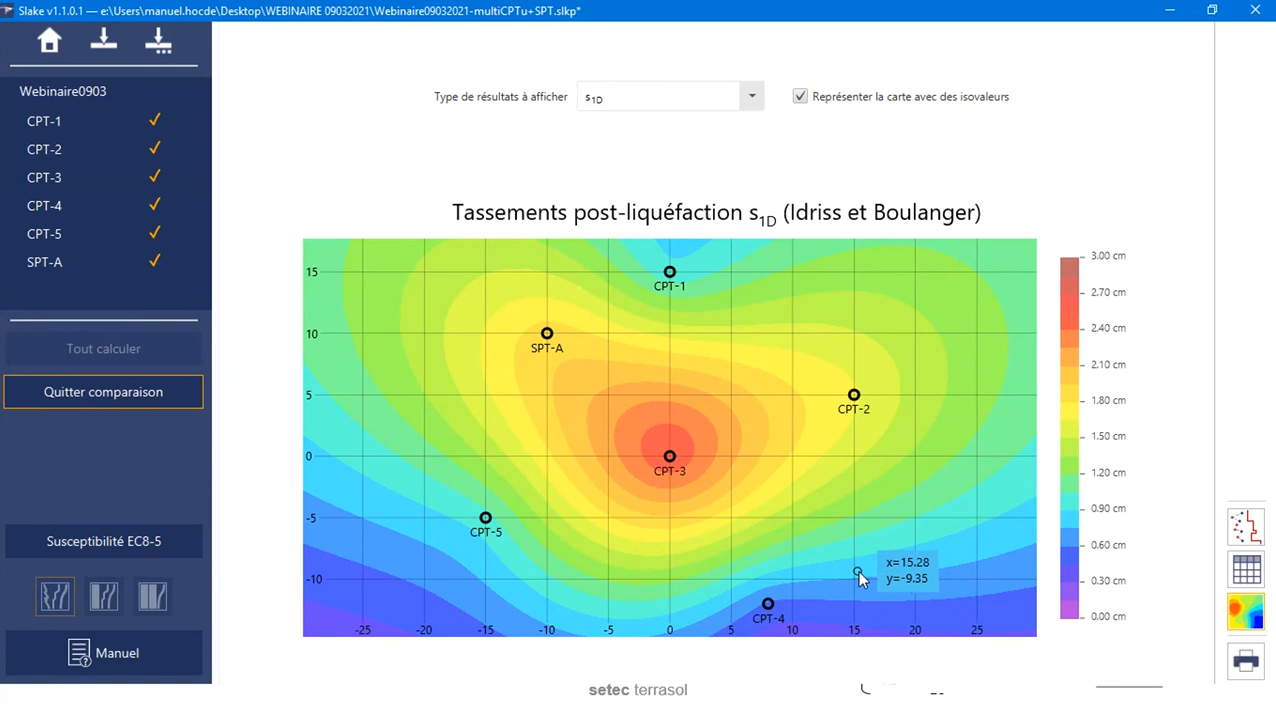 Slake v1.1.0.1 — e:\Users\manuel.hocde\Desktop\WEBINAIRE 09032021\Webinaire09032021-multiCPTu+SPT.slkp*
Webinaire0903
CPT-1
CPT-2
CPT-3
CPT-4
CPT-5
SPT-A
Tout calculer
Quitter comparaison
Susceptibilité EC8-5
Manuel
Type de résultats à afficher
s1D
Représenter la carte avec des isovaleurs
Tassements post-liquéfaction s1D (Idriss et Boulanger)
15
10
5
0
-5
-10
-25 -20 -15 -10 -5 0 5 10 15 20 25
CPT-1
SPT-A
CPT-2
CPT-3
CPT-5
CPT-4
x=15.28
y=-9.35
3.00 cm
2.70 cm
2.40 cm
2.10 cm
1.80 cm
1.50 cm
1.20 cm
0.90 cm
0.60 cm
0.30 cm
0.00 cm
setec terrasol